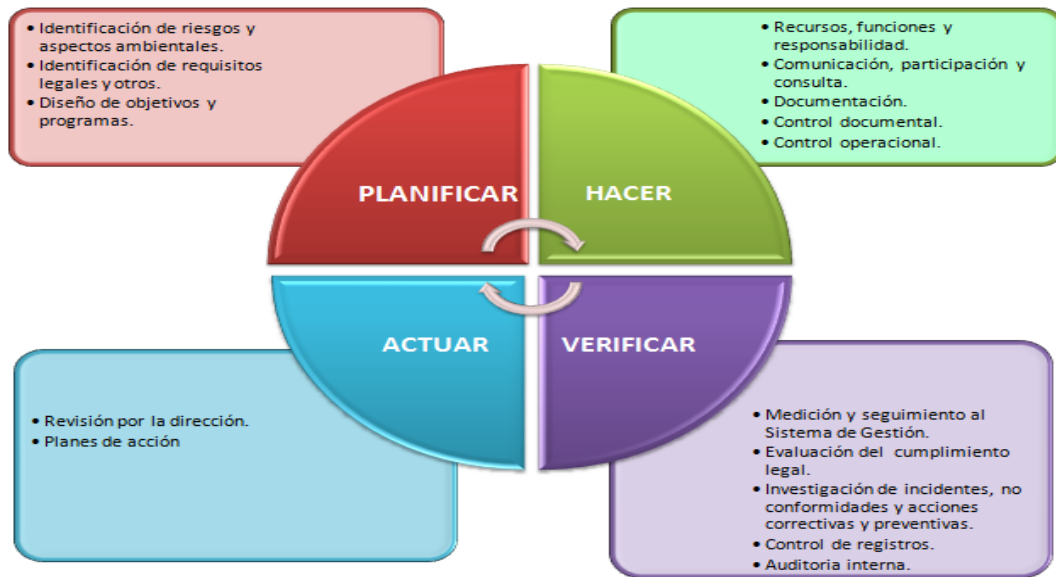 • Identificación de riesgos y
aspectos ambientales.
• Identificación de requisitos
legales y otros.
• Diseño de objetivos y
programas.
• Recursos, funciones y
responsabilidad.
• Comunicación, participación y
consulta.
• Documentación.
• Control documental.
• Control operacional.
PLANIFICAR
HACER
ACTUAR
VERIFICAR
• Revisión por la dirección.
• Planes de acción
• Medición y seguimiento al
Sistema de Gestión.
• Evaluación del cumplimiento
legal.
• Investigación de incidentes, no
conformidades y acciones
correctivas y preventivas.
• Control de registros.
• Auditoria interna.